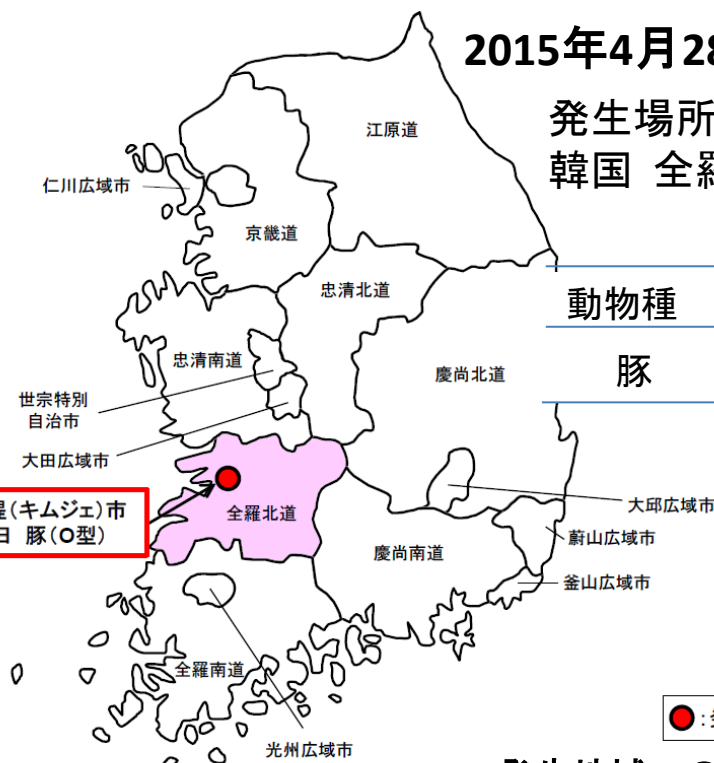 2015年4月28
発生場所
韓国 全羅
江原道
仁川広域市
京畿道
忠清北道
動物種
豚
忠清南道
慶尚北道
世宗特別
自治市
大田広域市
(キムジェ)市
豚(O型)
全羅北道
大邱広域市
蔚山広域市
慶尚南道
釜山広域市
全羅南道
光州広域市